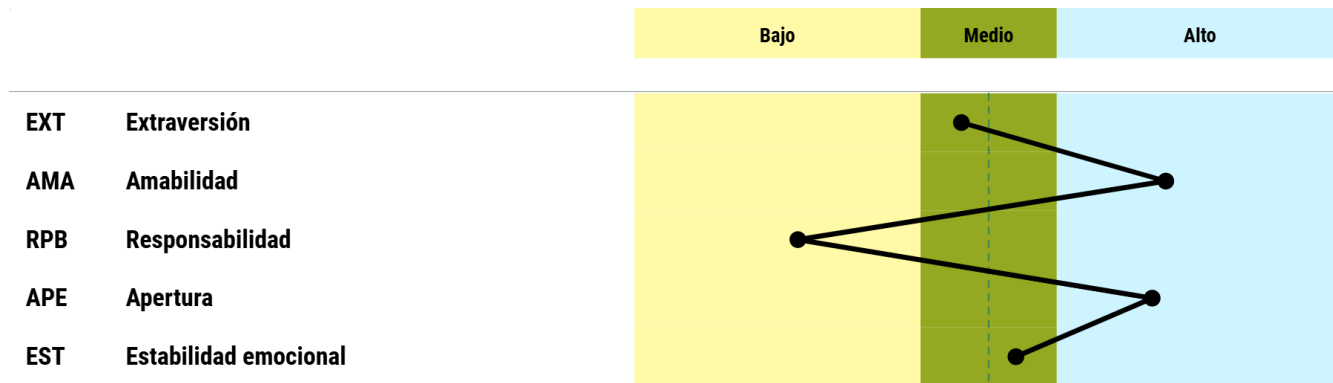 Bajo Medio Alto
EXT Extraversión
AMA Amabilidad
RPB Responsabilidad
APE Apertura
EST Estabilidad emocional